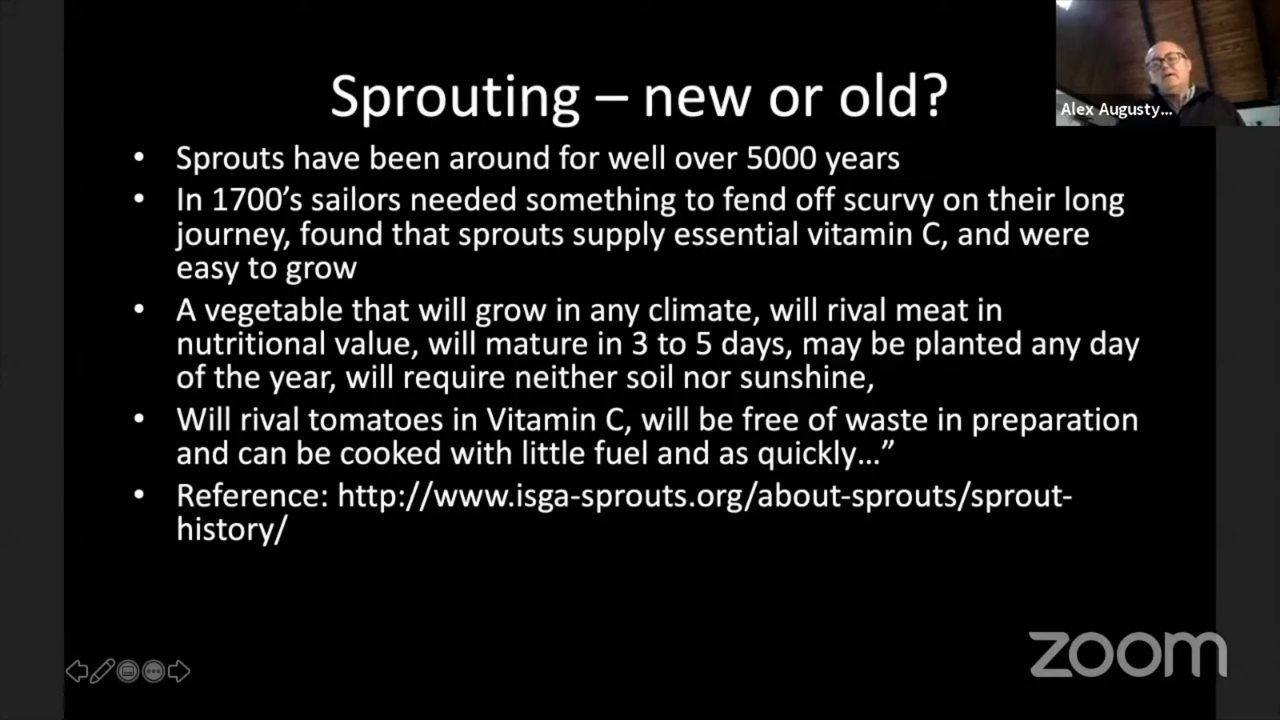 Sprouting – new or old?
Alex Augusty...
• Sprouts have been around for well over 5000 years
• In 1700’s sailors needed something to fend off scurvy on their long
journey, found that sprouts supply essential vitamin C, and were
easy to grow
• A vegetable that will grow in any climate, will rival meat in
nutritional value, will mature in 3 to 5 days, may be planted any day
of the year, will require neither soil nor sunshine,
• Will rival tomatoes in Vitamin C, will be free of waste in preparation
and can be cooked with little fuel and as quickly…”
• Reference: http://www.isga-sprouts.org/about-sprouts/sprout-
history/
zoom